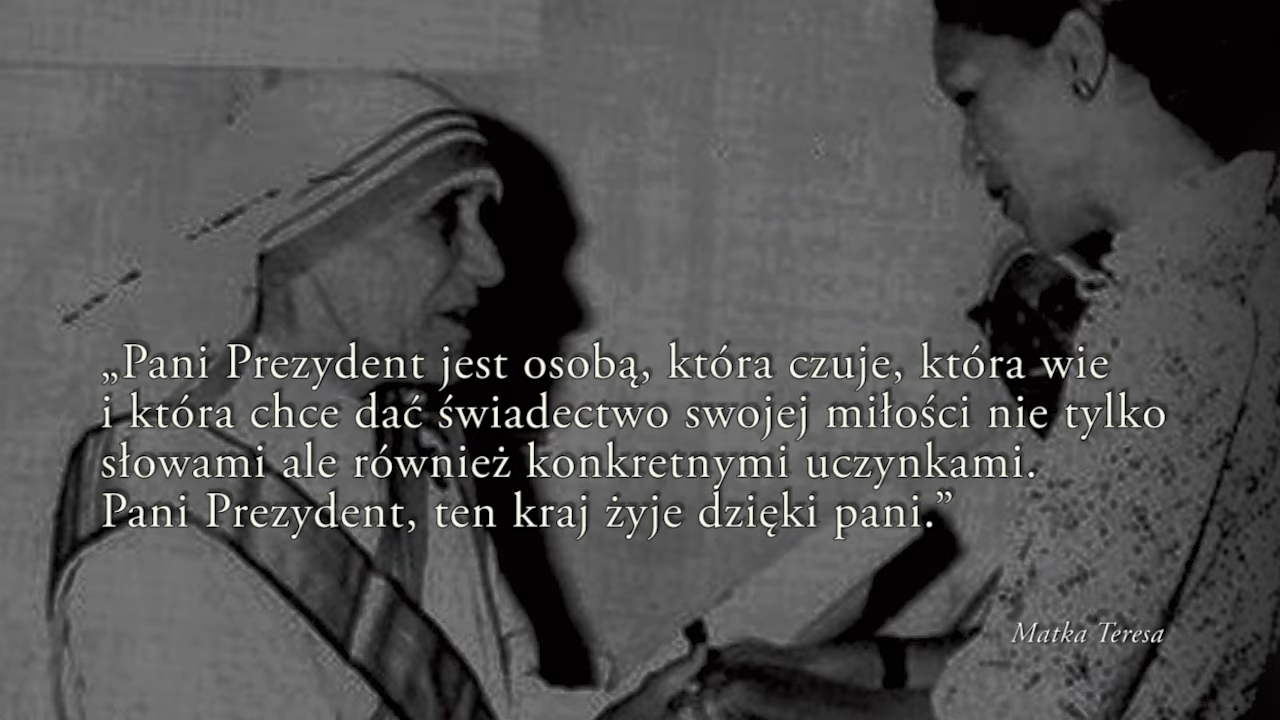 „Pani Prezydent jest osobą, która czuje, która wie
i która chce dać świadectwo swojej miłości nie tylko
słowami ale również konkretnymi uczynkami.
Pani Prezydent, ten kraj żyje dzięki pani.”
Matka Teresa